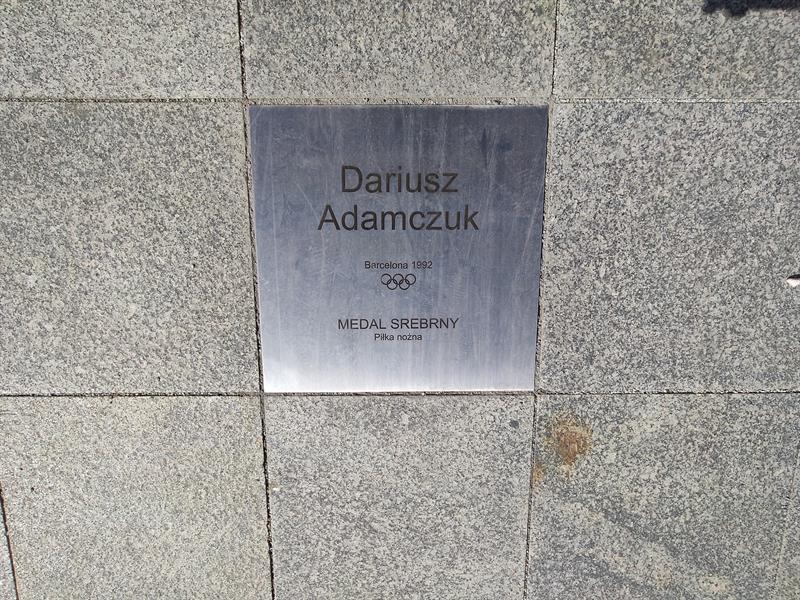 Dariusz
Adamczuk
Barcelona 1992
MEDAL SREBRNY
Piłka nożna